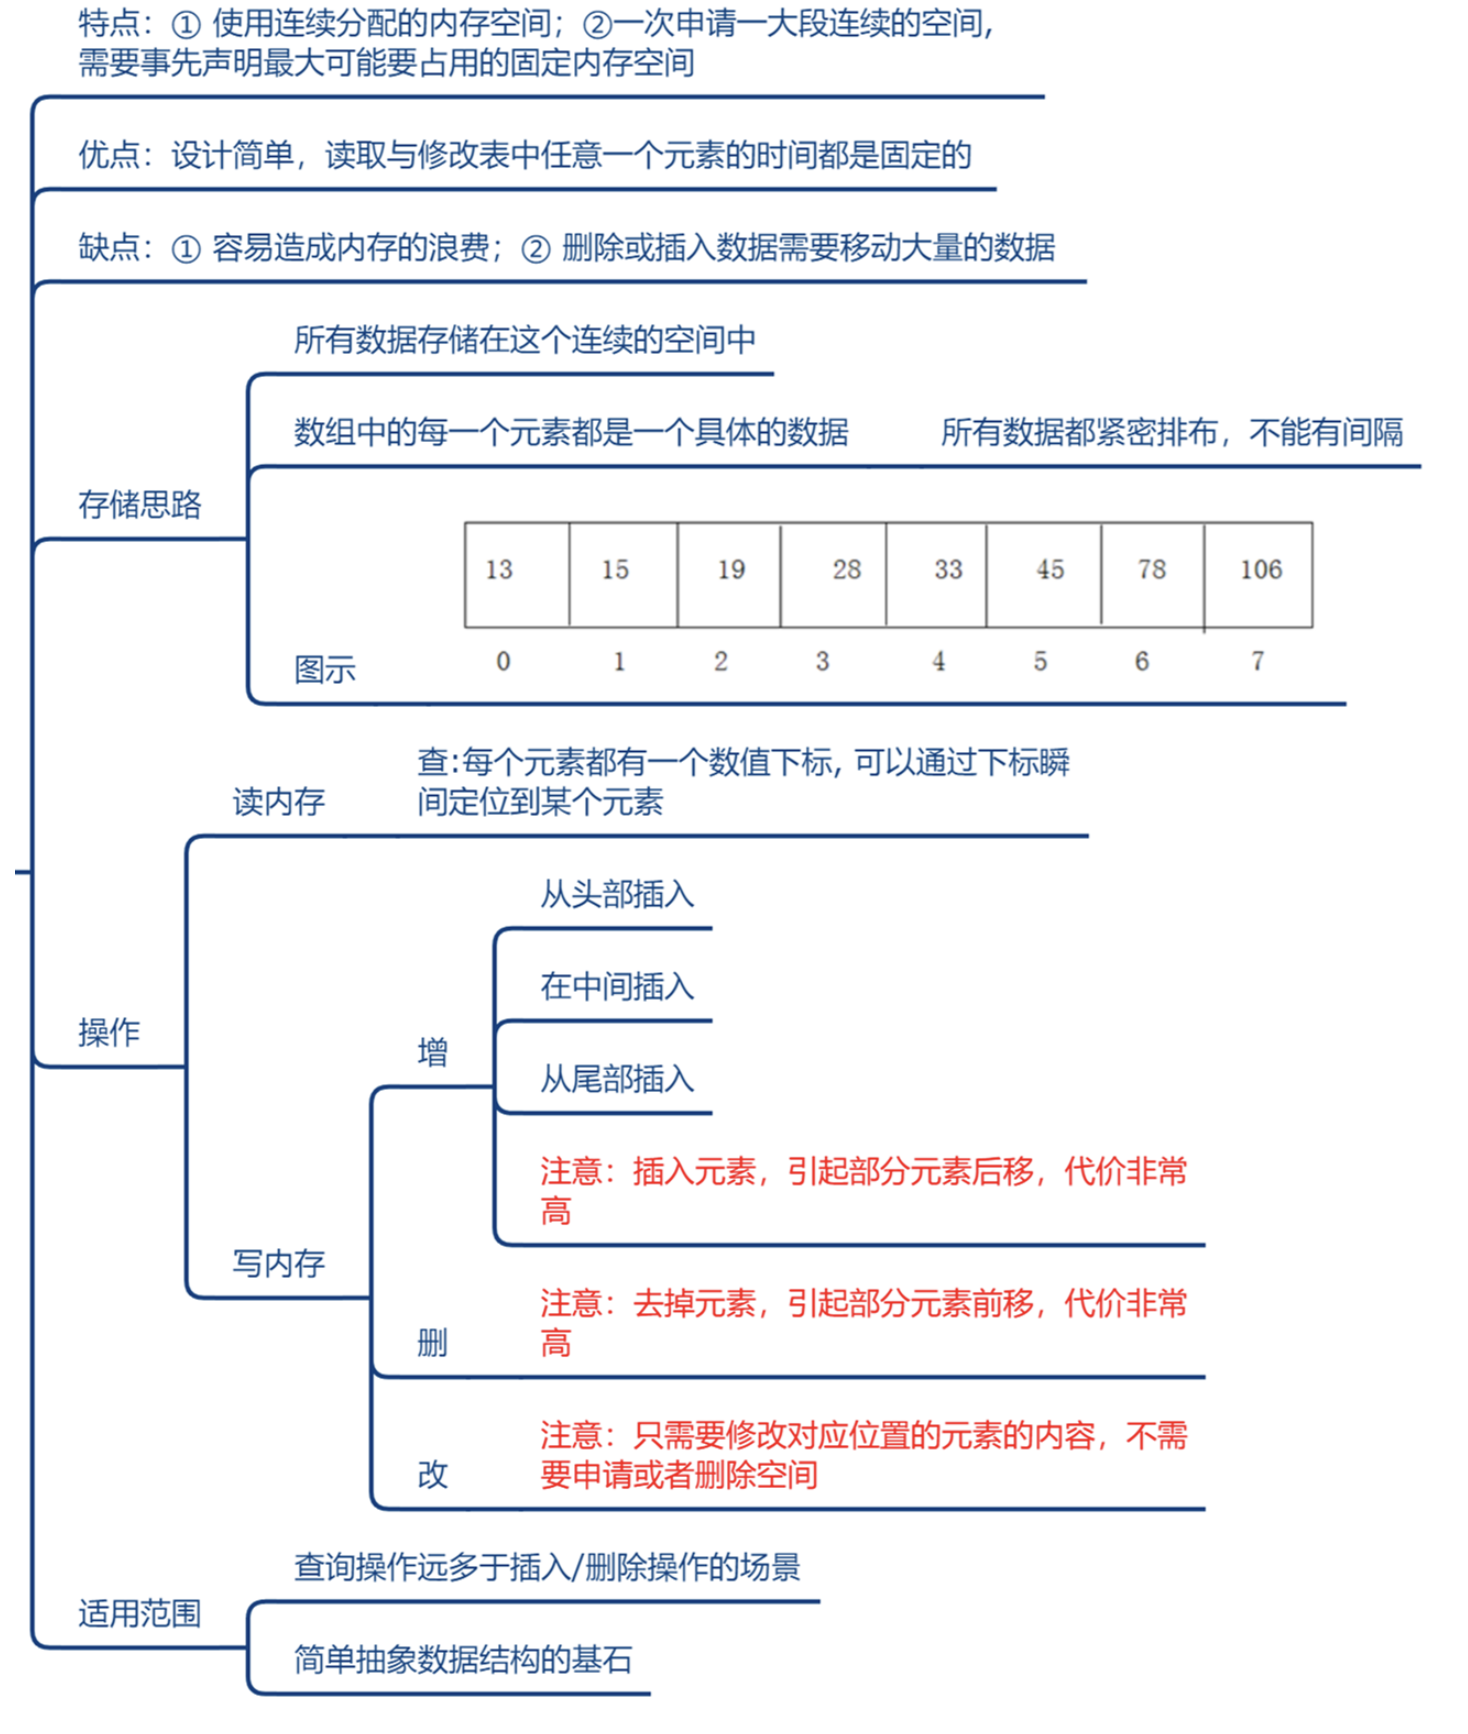 特点：① 使用连续分配的内存空间；②一次申请一大段连续的空间，
需要事先声明最大可能要占用的固定内存空间
优点：设计简单，读取与修改表中任意一个元素的时间都是固定的
缺点：① 容易造成内存的浪费；② 删除或插入数据需要移动大量的数据
存储思路
所有数据存储在这个连续的空间中
数组中的每一个元素都是一个具体的数据
所有数据都紧密排布，不能有间隔
图示
13 15 19 28 33 45 78 106
0 1 2 3 4 5 6 7
操作
读内存
查:每个元素都有一个数值下标, 可以通过下标瞬
间定位到某个元素
写内存
增
从头部插入
在中间插入
从尾部插入
注意：插入元素，引起部分元素后移，代价非常
高
删
注意：去掉元素，引起部分元素前移，代价非常
高
改
注意：只需要修改对应位置的元素的内容，不需
要申请或者删除空间
适用范围
查询操作远多于插入/删除操作的场景
简单抽象数据结构的基石